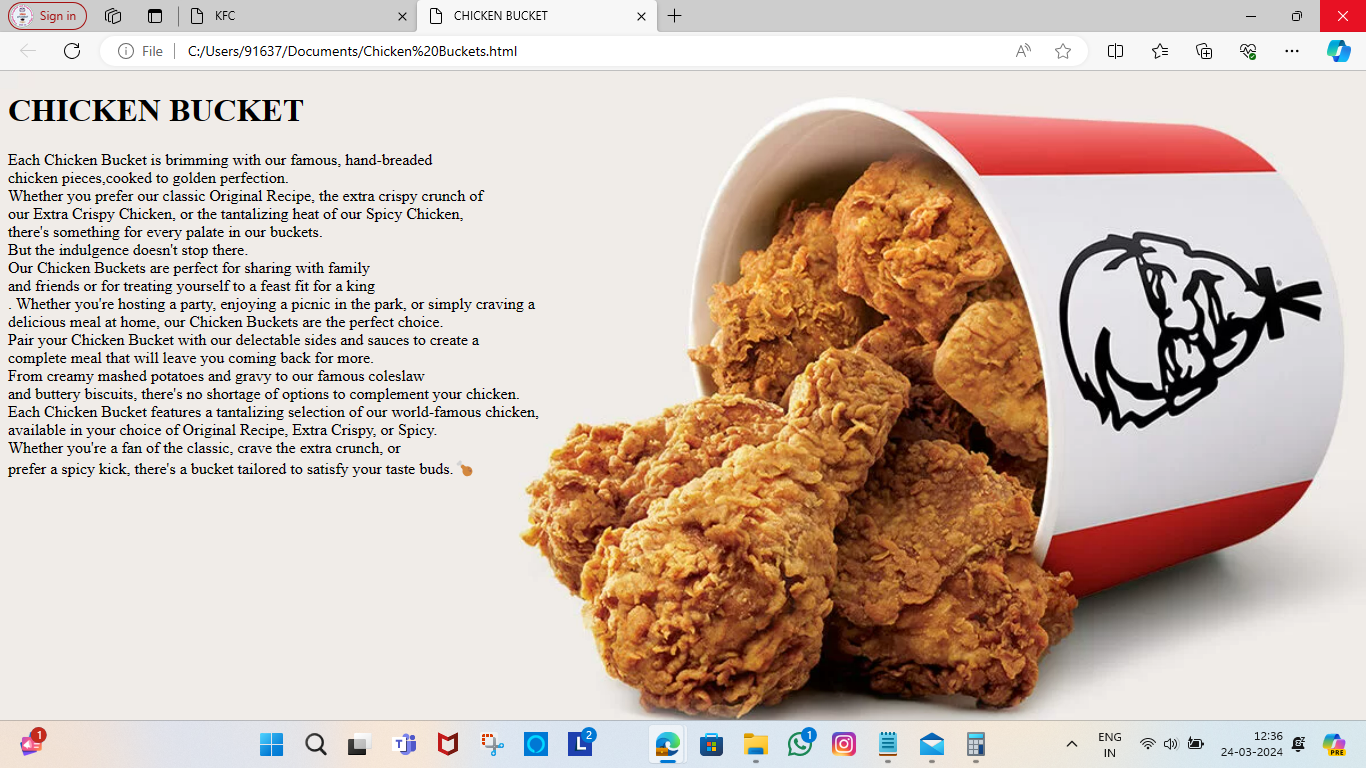 Sign in
KFC
CHICKEN BUCKET
File
C:/Users/91637/Documents/Chicken%20Buckets.html
CHICKEN BUCKET
Each Chicken Bucket is brimming with our famous, hand-breaded
chicken pieces,cooked to golden perfection.
Whether you prefer our classic Original Recipe, the extra crispy crunch of
our Extra Crispy Chicken, or the tantalizing heat of our Spicy Chicken,
there's something for every palate in our buckets.
But the indulgence doesn't stop there.
Our Chicken Buckets are perfect for sharing with family
and friends or for treating yourself to a feast fit for a king
. Whether you're hosting a party, enjoying a picnic in the park, or simply craving a
delicious meal at home, our Chicken Buckets are the perfect choice.
Pair your Chicken Bucket with our delectable sides and sauces to create a
complete meal that will leave you coming back for more.
From creamy mashed potatoes and gravy to our famous coleslaw
and buttery biscuits, there's no shortage of options to complement your chicken.
Each Chicken Bucket features a tantalizing selection of our world-famous chicken,
available in your choice of Original Recipe, Extra Crispy, or Spicy.
Whether you're a fan of the classic, crave the extra crunch, or
prefer a spicy kick, there's a bucket tailored to satisfy your taste buds. 🍗
1
2
1
ENG
IN
12:36
24-03-2024
PRE